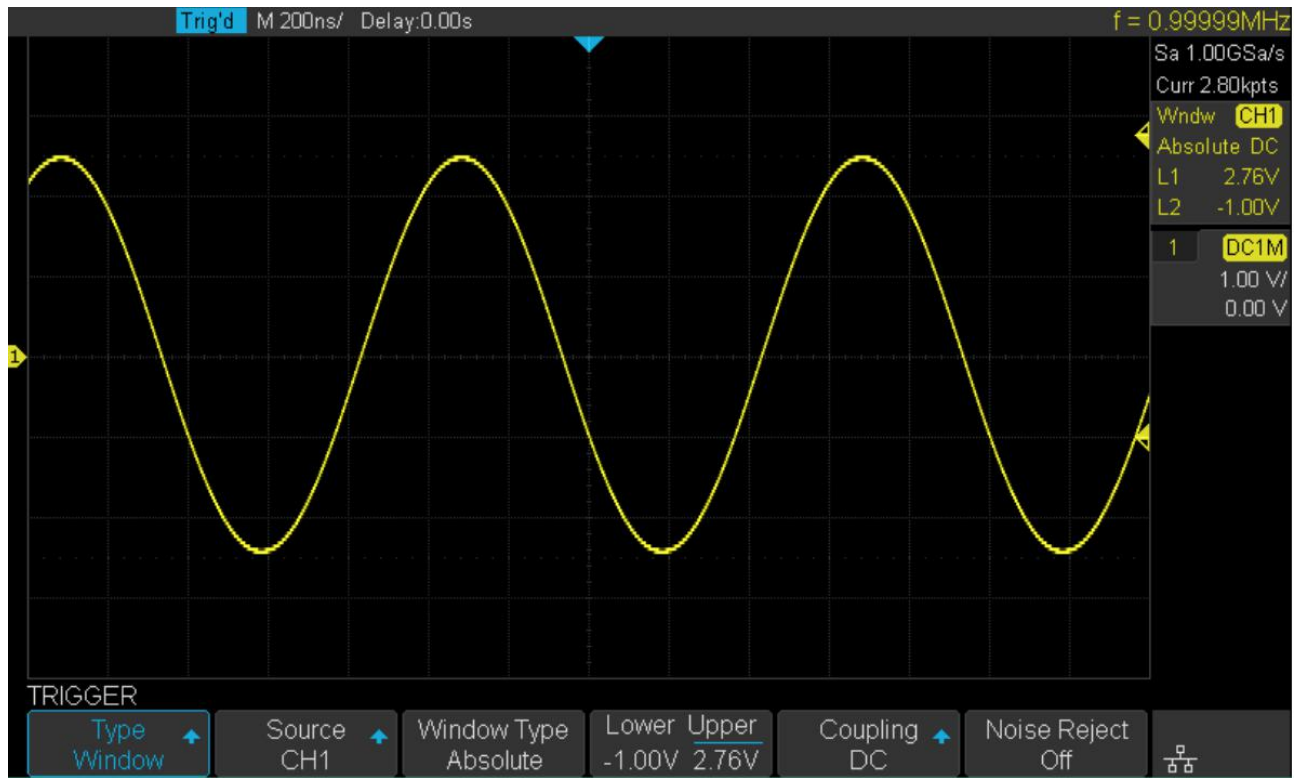 Trig'd M 200ns/ Delay:0.00s f = 0.99999MHz
Sa 1.00GSa/s
Curr 2.80kpts
Wndw CH1
Absolute DC
L1 2.76V
L2 -1.00V
1 DC1M
1.00 V/
0.00 V
1
TRIGGER
Type Source Window Type Lower Upper Coupling Noise Reject
Window CH1 Absolute -1.00V 2.76V DC Off